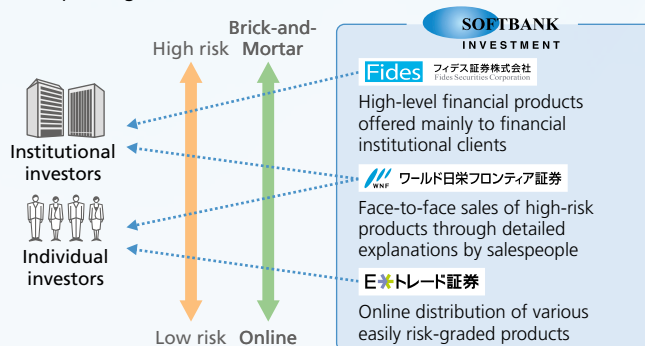 High risk
Brick-and-
Mortar
SOFTBANK
INVESTMENT
Fides フィデス証券株式会社
Fides Securities Corporation
High-level financial products
offered mainly to financial
institutional clients
Institutional
investors
WNF ワールド日栄フロンティア証券
Face-to-face sales of high-risk
products through detailed
explanations by salespeople
Individual
investors
E*トレード証券
Online distribution of various
easily risk-graded products
Low risk Online